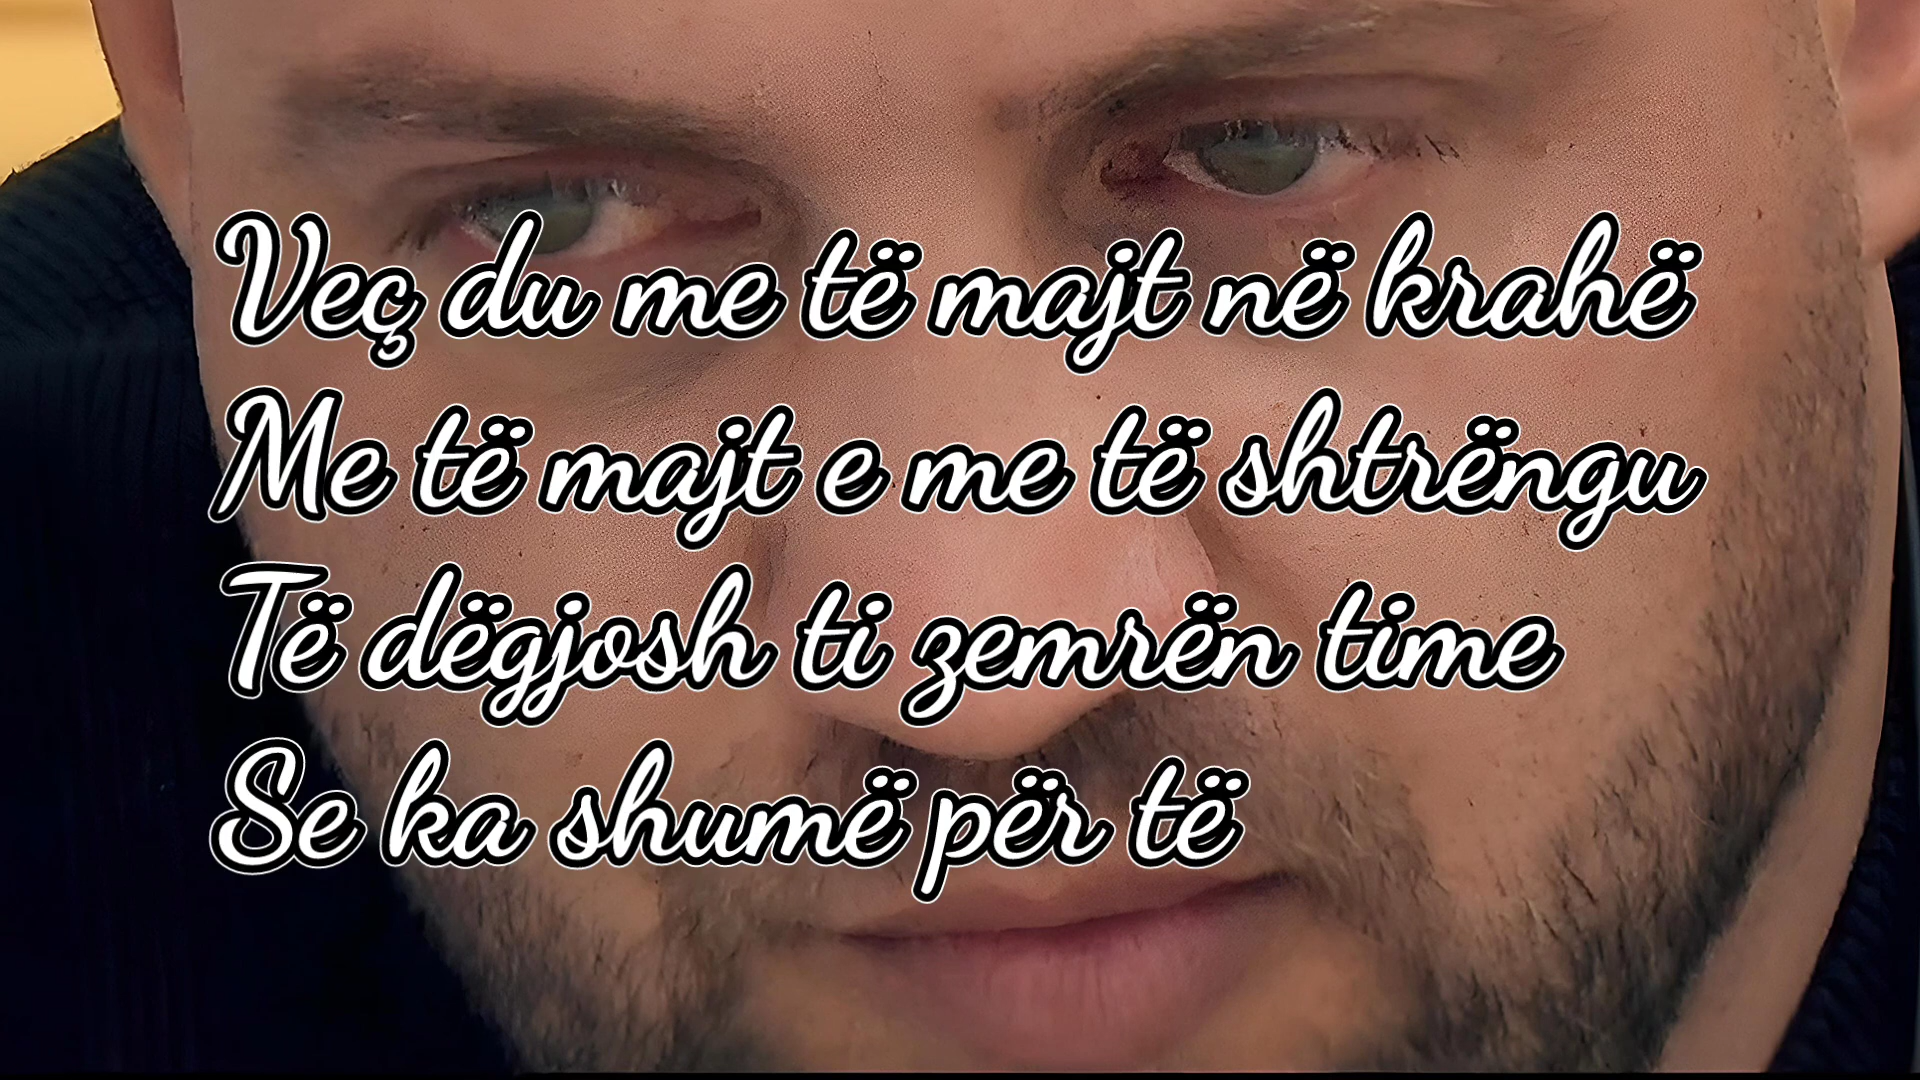 Veç du me të majt në krahë
Me të majt e me të shtrëngu
Të dëgjosh ti zemrën time
Se ka shumë për të